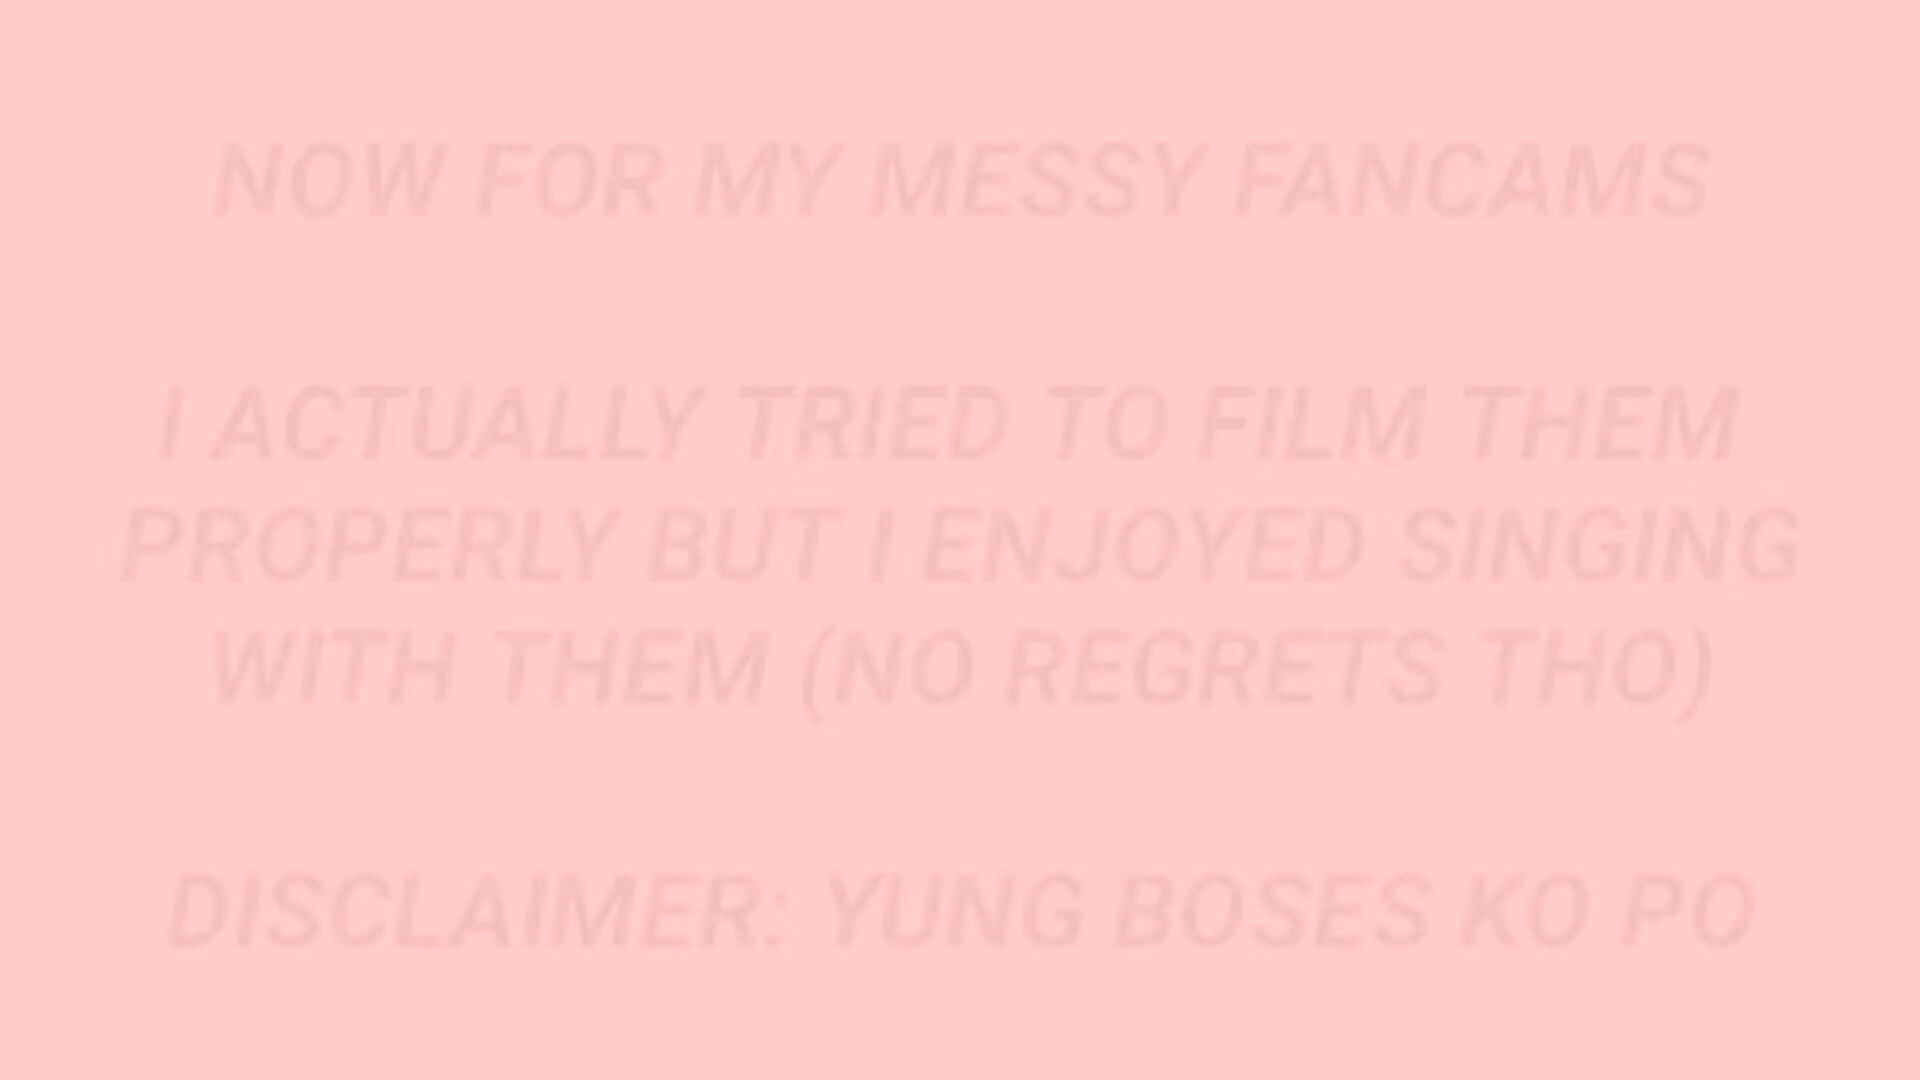 NOW FOR MY MESSY FANCAMS
I ACTUALLY TRIED TO FILM THEM
PROPERLY BUT I ENJOYED SINGING
WITH THEM (NO REGRETS THO)
DISCLAIMER: YUNG BOSES KO PO